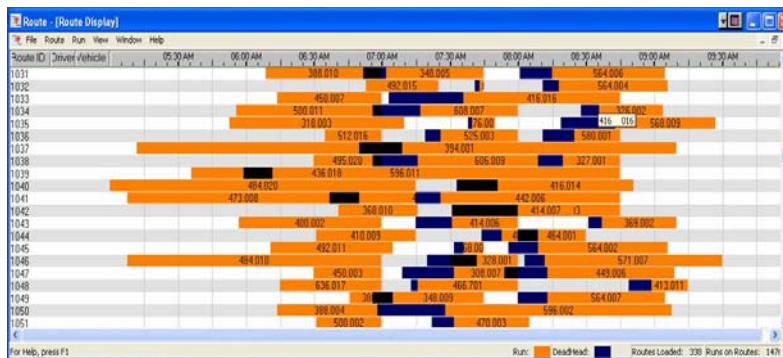 Route - [Route Display]
File Route Run View Window Help
Route ID Driver Vehicle 05:30 AM 06:00 AM 06:30 AM 07:00 AM 07:30 AM 08:00 AM 08:30 AM 09:00 AM 09:30 AM
1031 388.010 348.005 564.006
1032 492.015 564.004
1033 450.007 416.016
1034 500.011 608.007 326.002
1035 318.003 76.00 416 016 568.009
1036 512.016 525.003 580.001
1037 394.001
1038 495.020 606.009 327.001
1039 436.018 596.011
1040 484.020 416.014
1041 473.008 442.006
1042 368.010 414.007
1043 400.002 414.006 369.002
1044 410.009 464.001
1045 492.011 58.00 564.002
1046 484.010 328.001 571.007
1047 450.003 308.007 449.006
1048 636.017 466.701 413.011
1049 348.009 564.007
1050 388.004 596.002
1051 500.002 470.003
For Help, press F1 Run: DeadHead: Routes Loaded: 338 Runs on Routes: 147